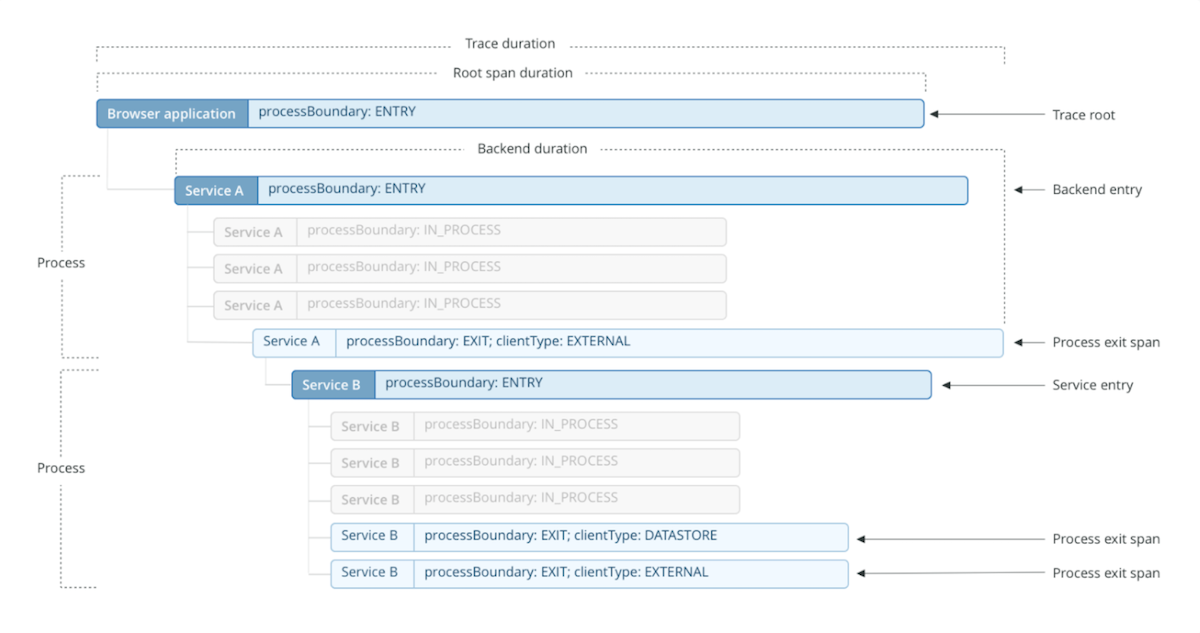 Trace duration
Root span duration
Browser application processBoundary: ENTRY Trace root
Backend duration
Service A processBoundary: ENTRY Backend entry
Service A processBoundary: IN_PROCESS
Process
Service A processBoundary: IN_PROCESS
Service A processBoundary: IN_PROCESS
Service A processBoundary: EXIT; clientType: EXTERNAL Process exit span
Service B processBoundary: ENTRY Service entry
Service B processBoundary: IN_PROCESS
Process
Service B processBoundary: IN_PROCESS
Service B processBoundary: IN_PROCESS
Service B processBoundary: EXIT; clientType: DATASTORE Process exit span
Service B processBoundary: EXIT; clientType: EXTERNAL Process exit span